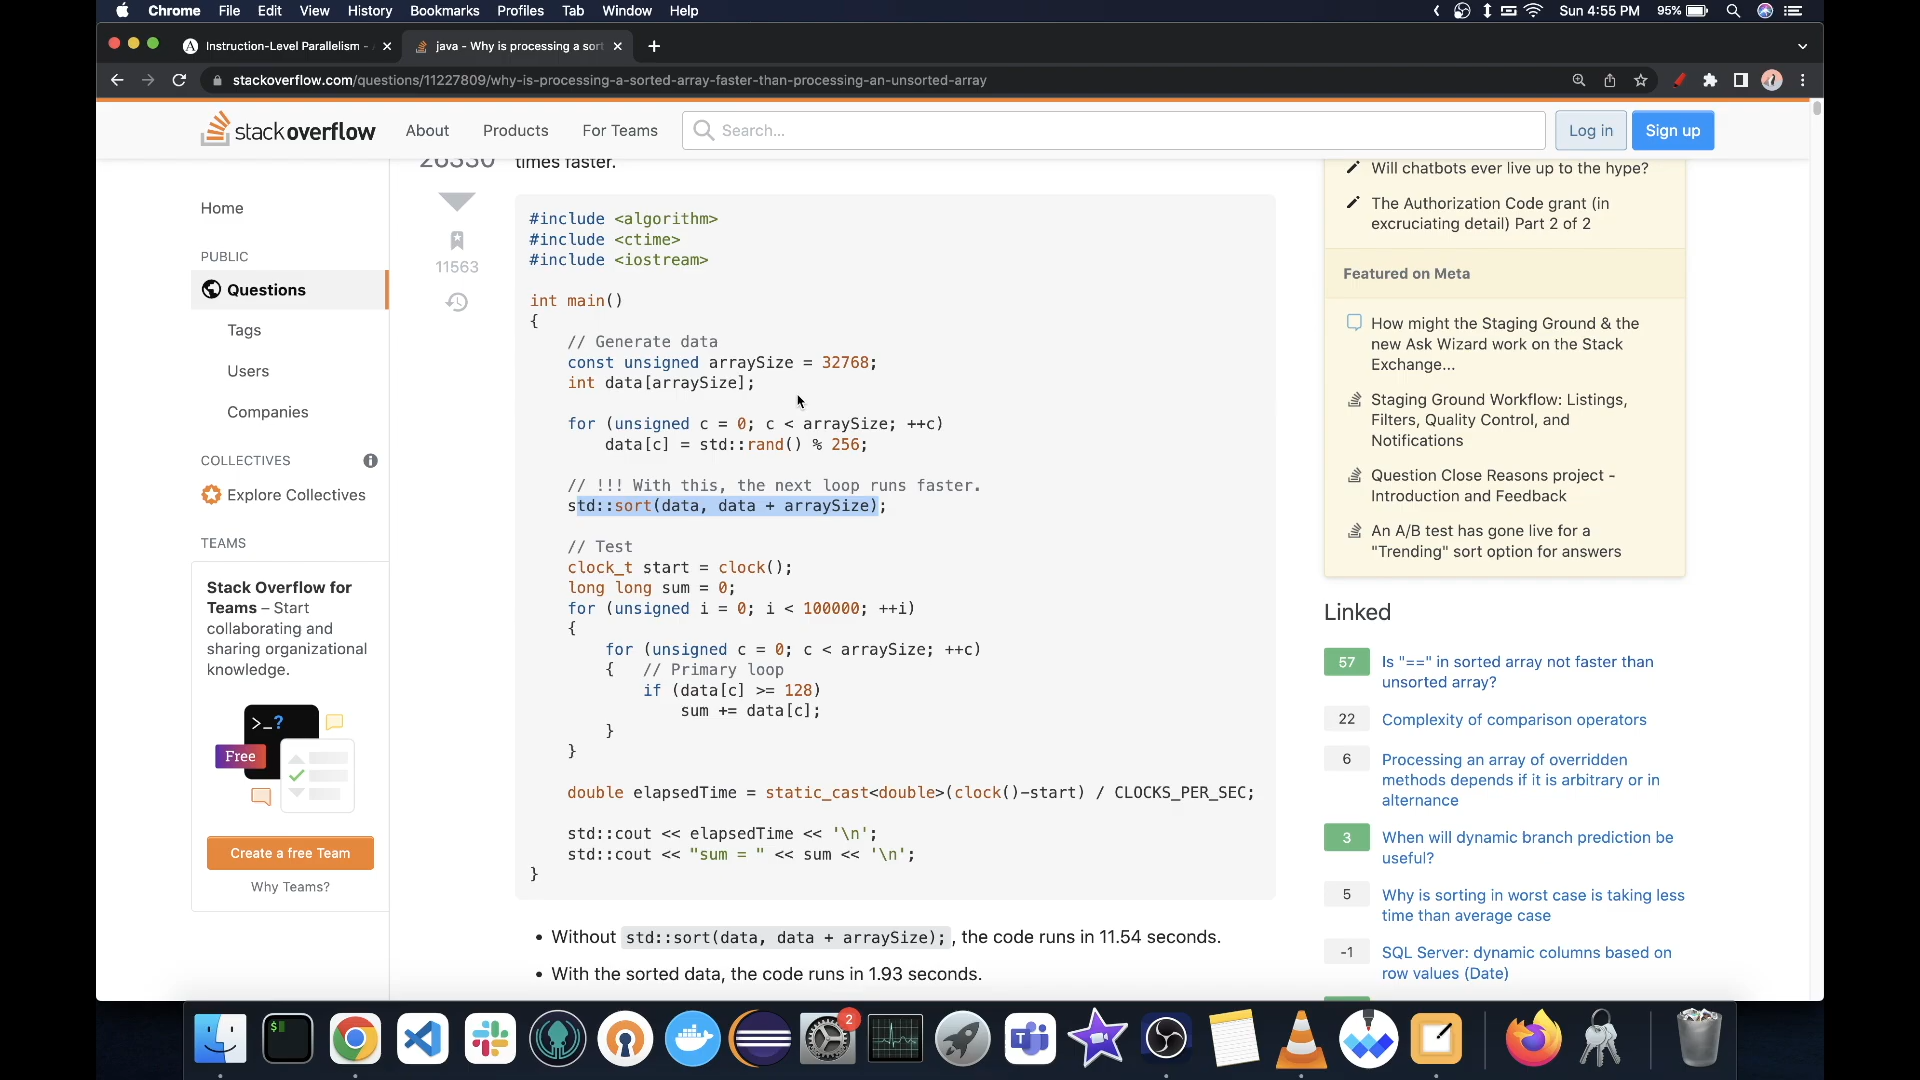 Chrome File Edit View History Bookmarks Profiles Tab Window Help
Sun 4:55 PM 95%
Instruction-Level Parallelism -
java - Why is processing a sort
stackoverflow.com/questions/11227809/why-is-processing-a-sorted-array-faster-than-processing-an-unsorted-array
stackoverflow About Products For Teams Search... Log in Sign up
Home
PUBLIC
Questions
Tags
Users
Companies
COLLECTIVES
Explore Collectives
TEAMS
Stack Overflow for
Teams – Start
collaborating and
sharing organizational
knowledge.
>_?
Free
Create a free Team
Why Teams?
26330
11563
times faster.
#include <algorithm>
#include <ctime>
#include <iostream>
int main()
{
// Generate data
const unsigned arraySize = 32768;
int data[arraySize];
for (unsigned c = 0; c < arraySize; ++c)
data[c] = std::rand() % 256;
// !!! With this, the next loop runs faster.
std::sort(data, data + arraySize);
// Test
clock_t start = clock();
long long sum = 0;
for (unsigned i = 0; i < 100000; ++i)
{
for (unsigned c = 0; c < arraySize; ++c)
{ // Primary loop
if (data[c] >= 128)
sum += data[c];
}
}
double elapsedTime = static_cast<double>(clock()-start) / CLOCKS_PER_SEC;
std::cout << elapsedTime << '\n';
std::cout << "sum = " << sum << '\n';
}
• Without std::sort(data, data + arraySize); , the code runs in 11.54 seconds.
• With the sorted data, the code runs in 1.93 seconds.
Will chatbots ever live up to the hype?
The Authorization Code grant (in
excruciating detail) Part 2 of 2
Featured on Meta
How might the Staging Ground & the
new Ask Wizard work on the Stack
Exchange...
Staging Ground Workflow: Listings,
Filters, Quality Control, and
Notifications
Question Close Reasons project -
Introduction and Feedback
An A/B test has gone live for a
"Trending" sort option for answers
Linked
57 Is "==" in sorted array not faster than
unsorted array?
22 Complexity of comparison operators
6 Processing an array of overridden
methods depends if it is arbitrary or in
alternance
3 When will dynamic branch prediction be
useful?
5 Why is sorting in worst case is taking less
time than average case
-1 SQL Server: dynamic columns based on
row values (Date)
$
2